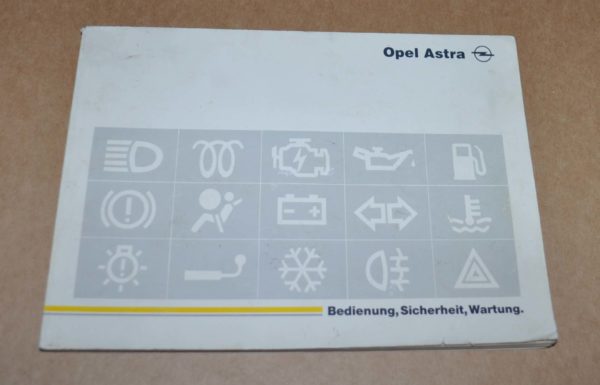 Opel Astra
Bedienung, Sicherheit, Wartung.